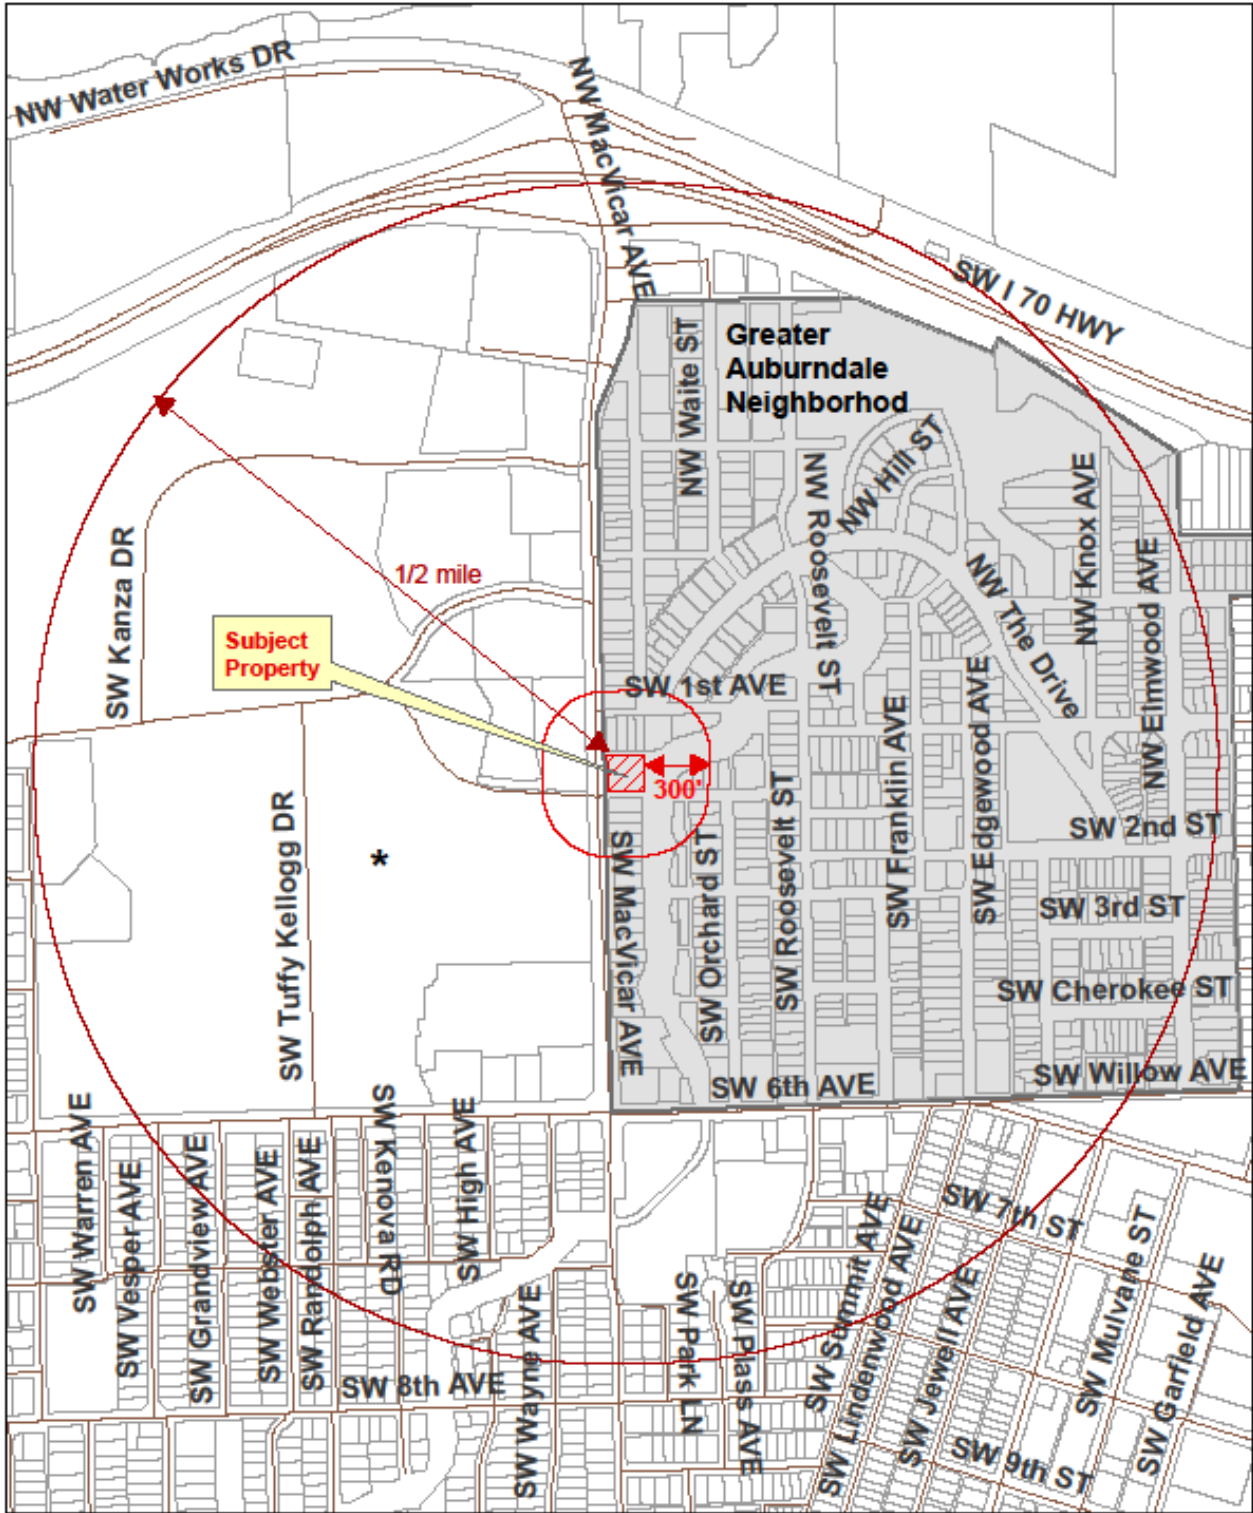 NW Water Works DR
NW MacVicar AVE
SW I 70 HWY
Greater
Auburndale
Neighborhod
NW Waite ST
NW Hill ST
NW Roosevelt ST
NW Knox AVE
NW Elmwood AVE
NW The Drive
SW Kanza DR
1/2 mile
Subject
Property
SW 1st AVE
300'
SW Tuffy Kellogg DR
*
SW MacVicar AVE
SW Orchard ST
SW Roosevelt ST
SW Franklin AVE
SW Edgewood AVE
SW 2nd ST
SW 3rd ST
SW Cherokee ST
SW Willow AVE
SW 6th AVE
SW Warren AVE
SW Vesper AVE
SW Grandview AVE
SW Webster AVE
SW Randolph AVE
SW Kenova RD
SW High AVE
SW Wayne AVE
SW 8th AVE
SW Park LN
SW Plass AVE
SW Summit AVE
SW Lindenwood AVE
SW Jewell AVE
SW 7th ST
SW Mulvane ST
SW Garfield AVE
SW 9th ST